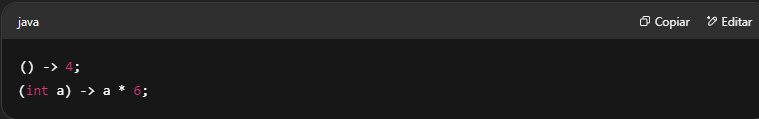 java
Copiar
Editar
() -> 4;
(int a) -> a * 6;